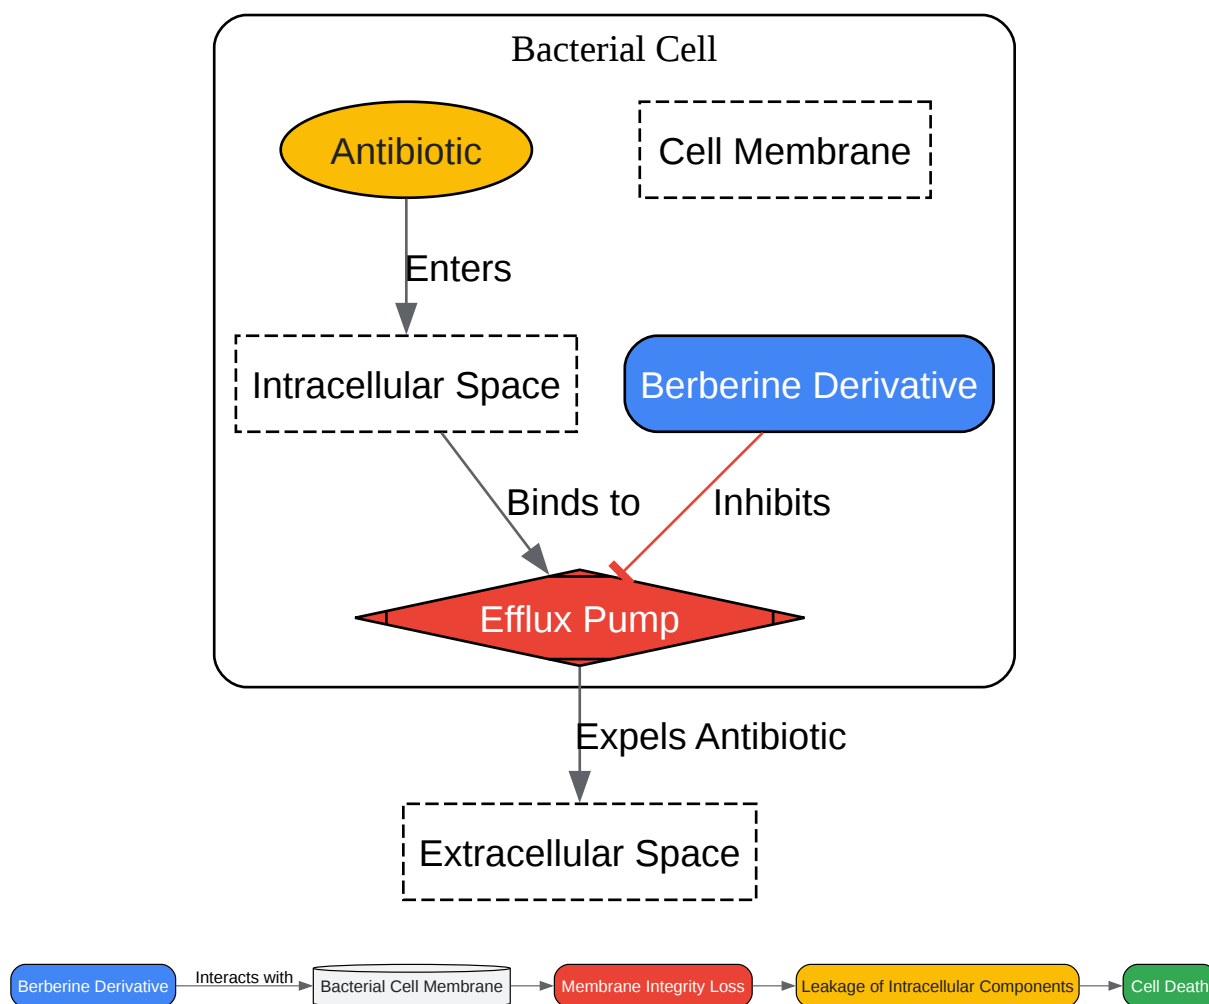 Bacterial Cell
Antibiotic
Cell Membrane
Enters
Intracellular Space
Berberine Derivative
Binds to
Inhibits
Efflux Pump
Expels Antibiotic
Extracellular Space
Berberine Derivative
Interacts with
Bacterial Cell Membrane
Membrane Integrity Loss
Leakage of Intracellular Components
Cell Death